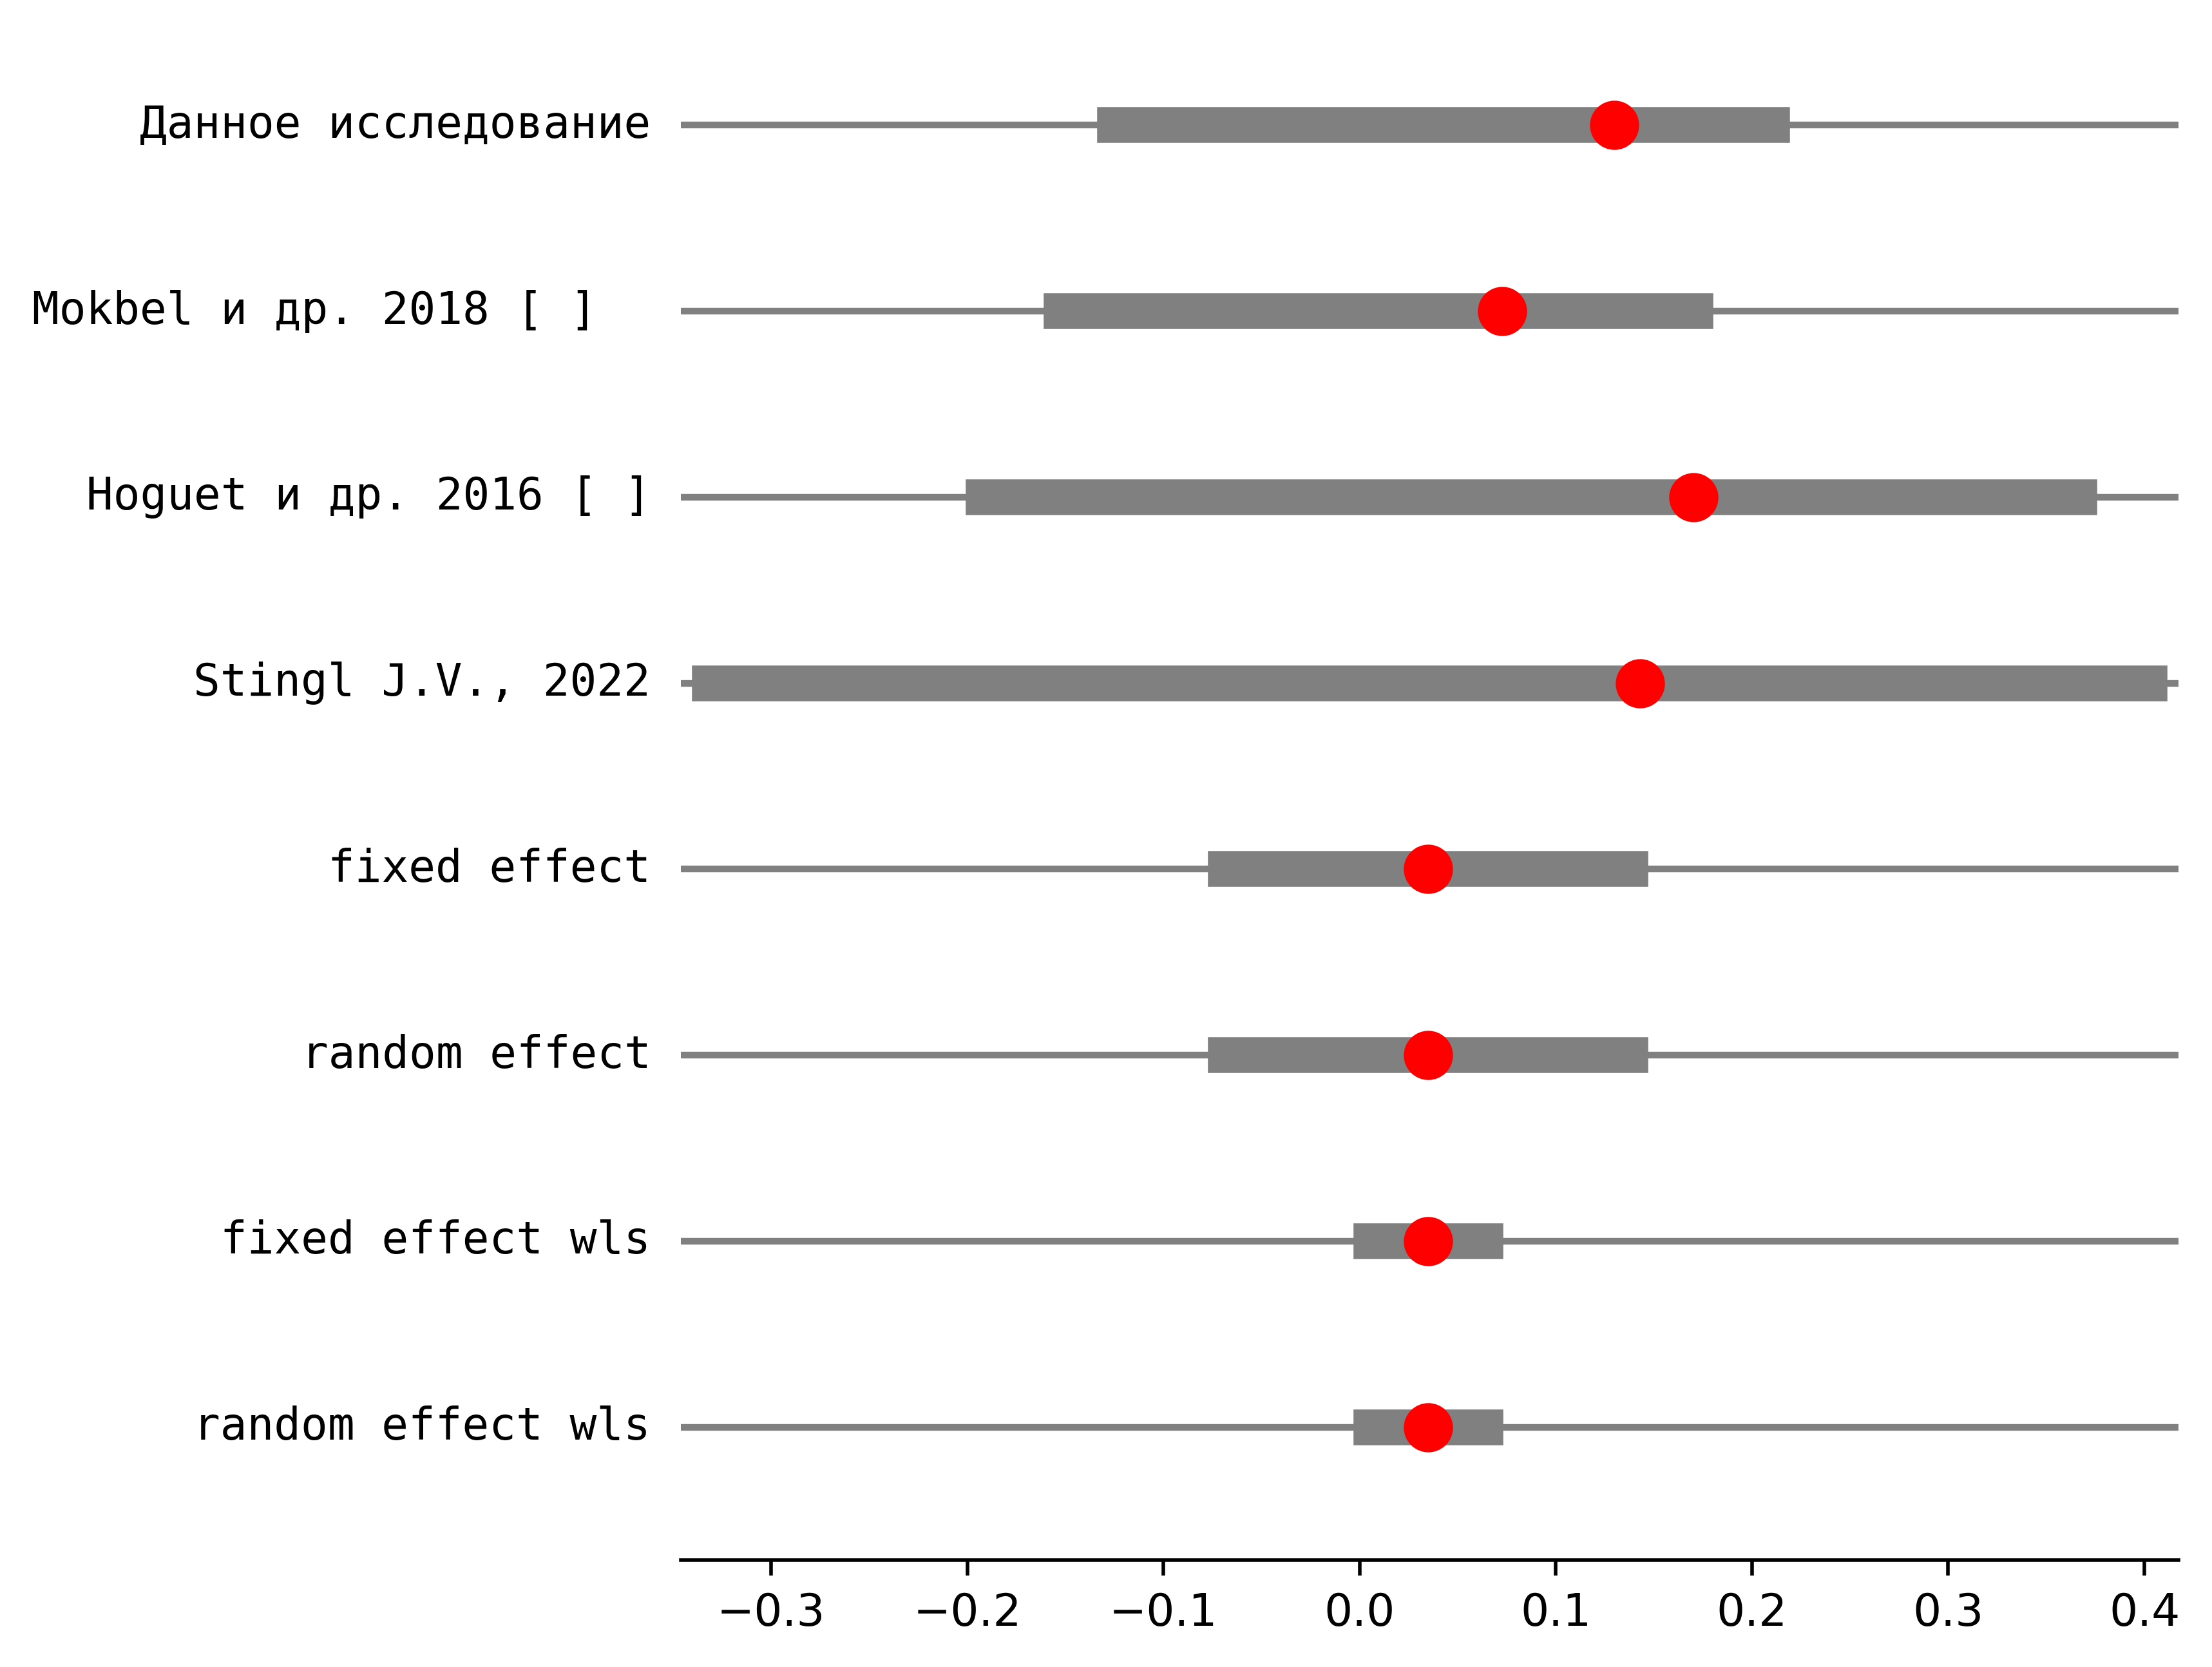 Данное исследование
Mokbel и др. 2018 [ ]
Hoguet и др. 2016 [ ]
Stingl J.V., 2022
fixed effect
random effect
fixed effect wls
random effect wls
−0.3 −0.2 −0.1 0.0 0.1 0.2 0.3 0.4